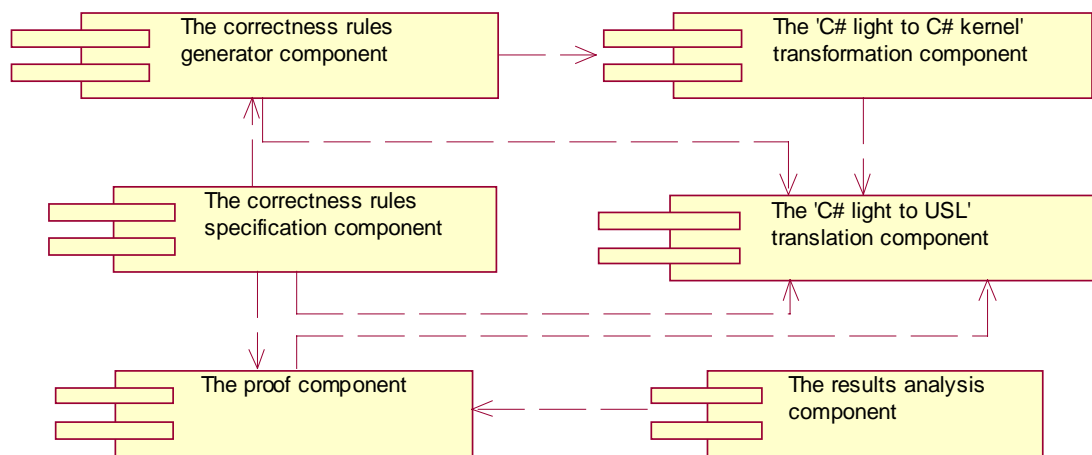 The correctness rules
generator component
The 'C# light to C# kernel'
transformation component
The correctness rules
specification component
The 'C# light to USL'
translation component
The proof component
The results analysis
component